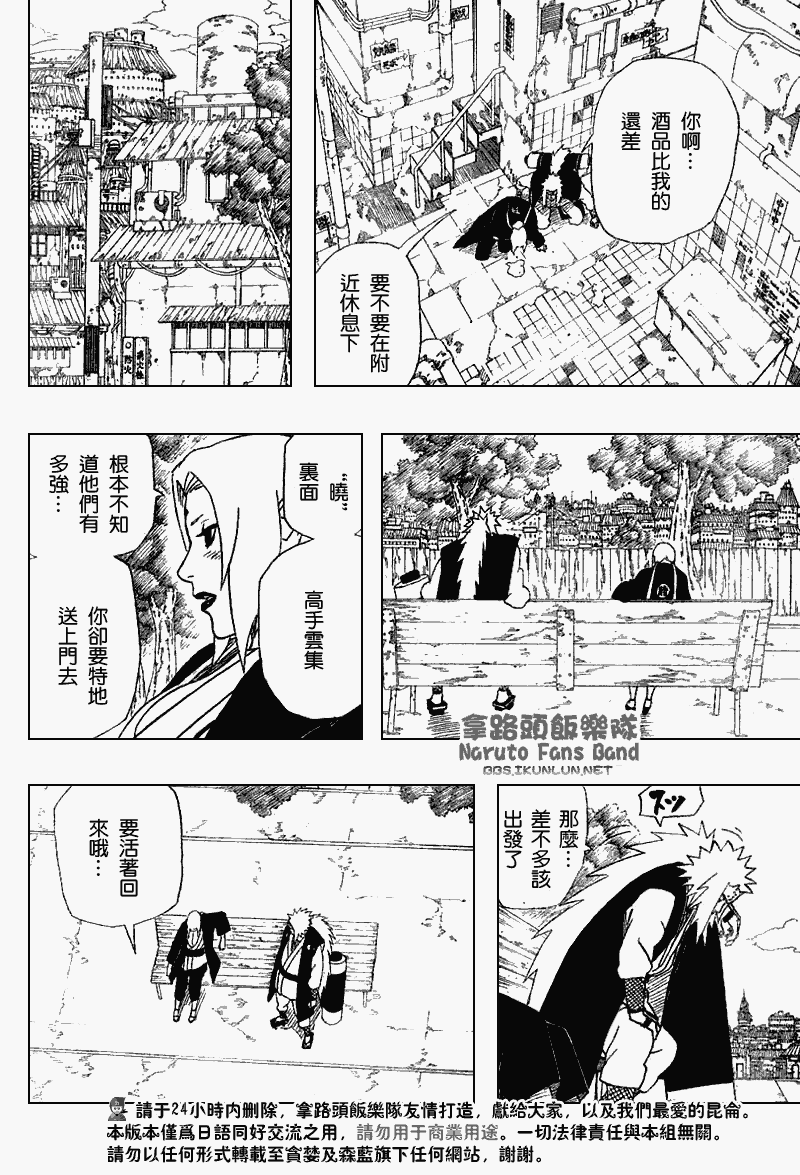 你啊…
酒品比我的
還差
要不要在附
近休息下
防火
“曉”
裏面
高手雲集
根本不知
道他們有
多強…
你卻要特地
送上門去
拿路頭飯樂隊
Naruto Fans Band
BBS.IKUNLUN.NET
スッ
那麼…
差不多該
出發了
要活著回
來哦…
請于24小時内删除，拿路頭飯樂隊友情打造，獻給大家，以及我們最愛的昆侖。
本版本僅爲日語同好交流之用，請勿用于商業用途。一切法律責任與本組無關。
請勿以任何形式轉載至貪婪及森藍旗下任何網站，謝謝。